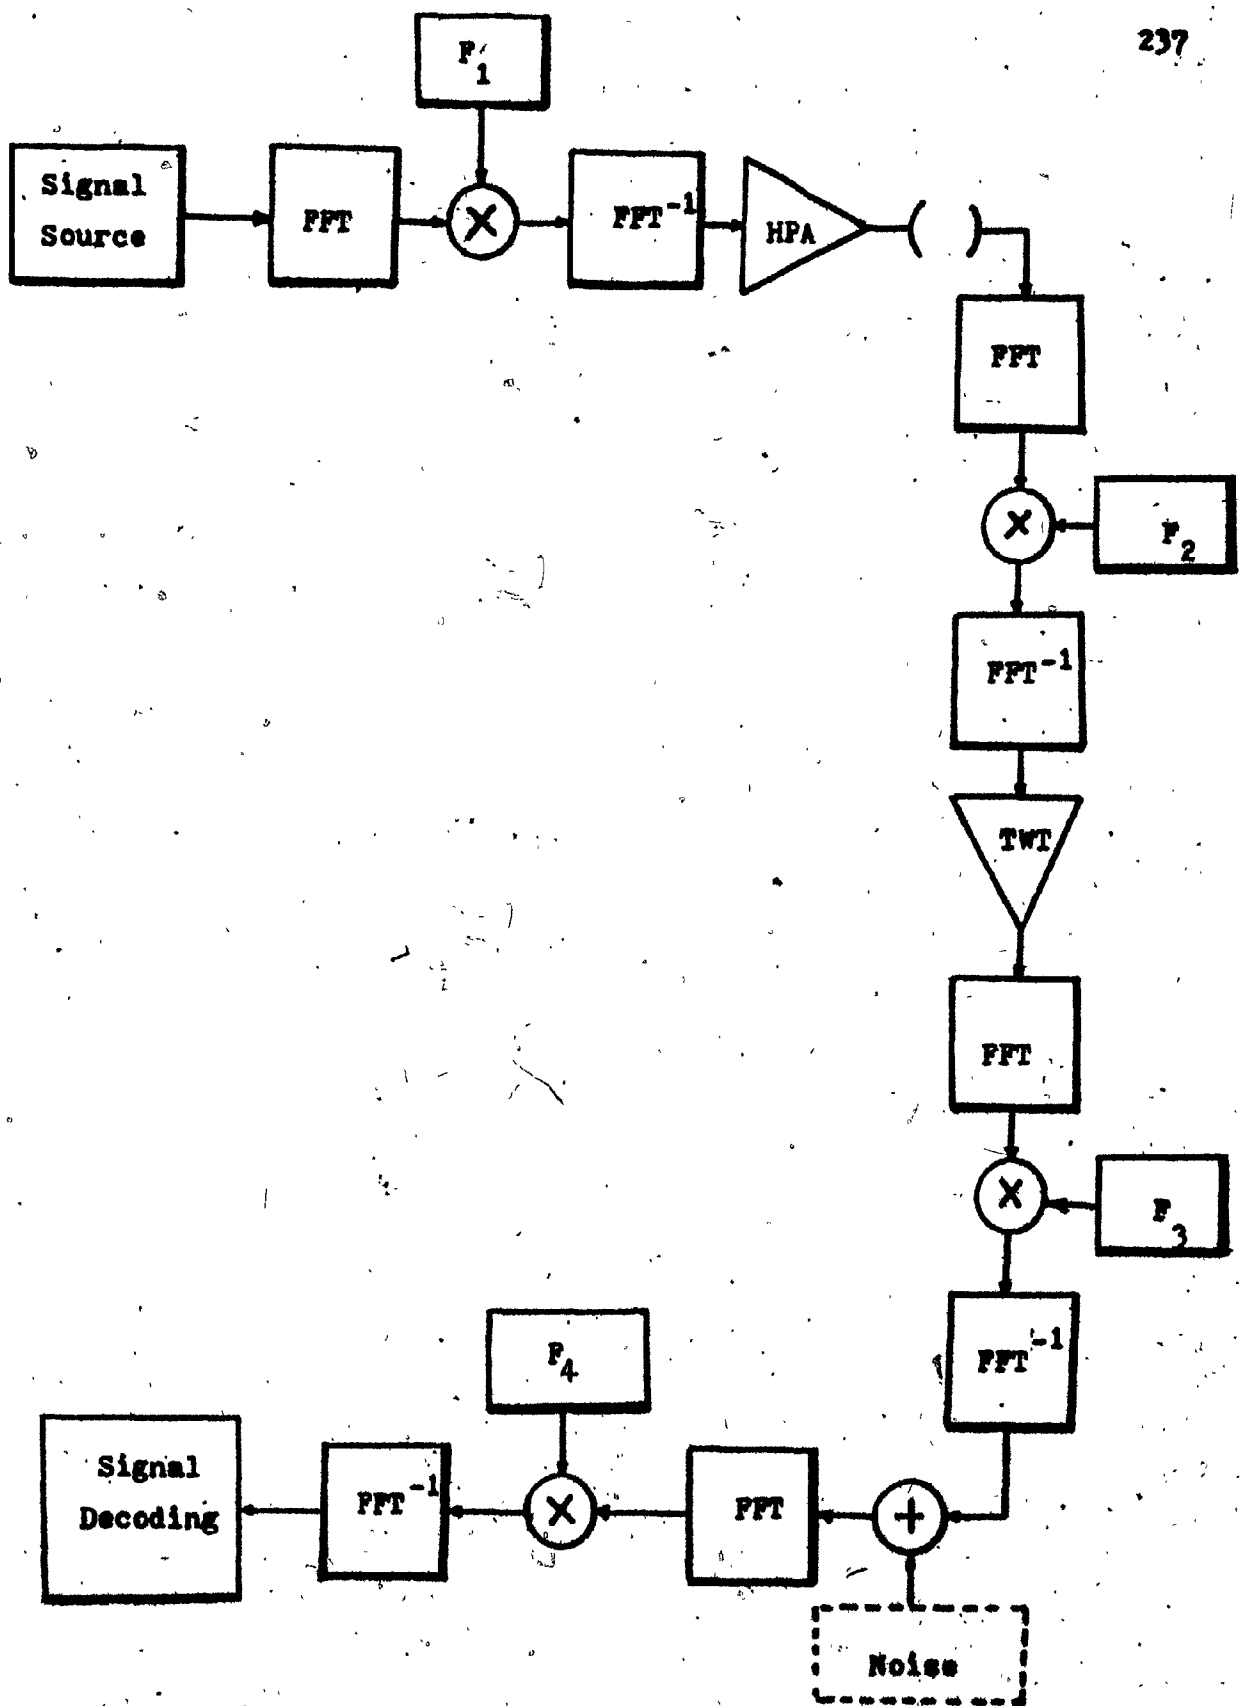 237
F1
Signal
Source
FFT
X
FFT-1
HPA
FFT
X
F2
FFT-1
TWT
FFT
X
F3
FFT-1
F4
Signal
Decoding
FFT-1
X
FFT
+
Noise